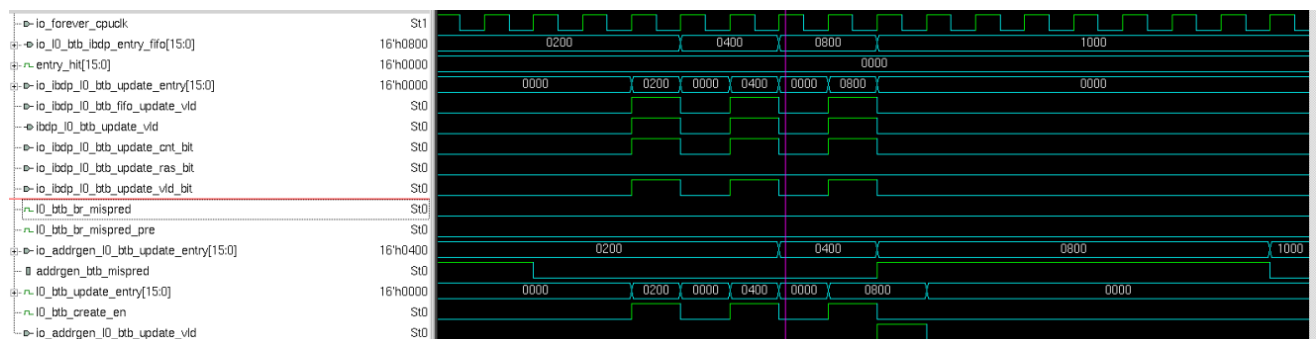 io_forever_cpuclk St1
io_l0_btb_ibdp_entry_fifo[15:0] 16'h0800 0200 0400 0800 1000
entry_hit[15:0] 16'h0000 0000
io_ibdp_l0_btb_update_entry[15:0] 16'h0000 0000 0200 0000 0400 0000 0800 0000
io_ibdp_l0_btb_fifo_update_vld St0
ibdp_l0_btb_update_vld St0
io_ibdp_l0_btb_update_cnt_bit St0
io_ibdp_l0_btb_update_ras_bit St0
io_ibdp_l0_btb_update_vld_bit St0
l0_btb_br_mispred St0
l0_btb_br_mispred_pre St0
io_addrgen_l0_btb_update_entry[15:0] 16'h0400 0200 0400 0800 1000
addrgen_btb_mispred St0
l0_btb_update_entry[15:0] 16'h0000 0000 0200 0000 0400 0000 0800 0000
l0_btb_create_en St0
io_addrgen_l0_btb_update_vld St0